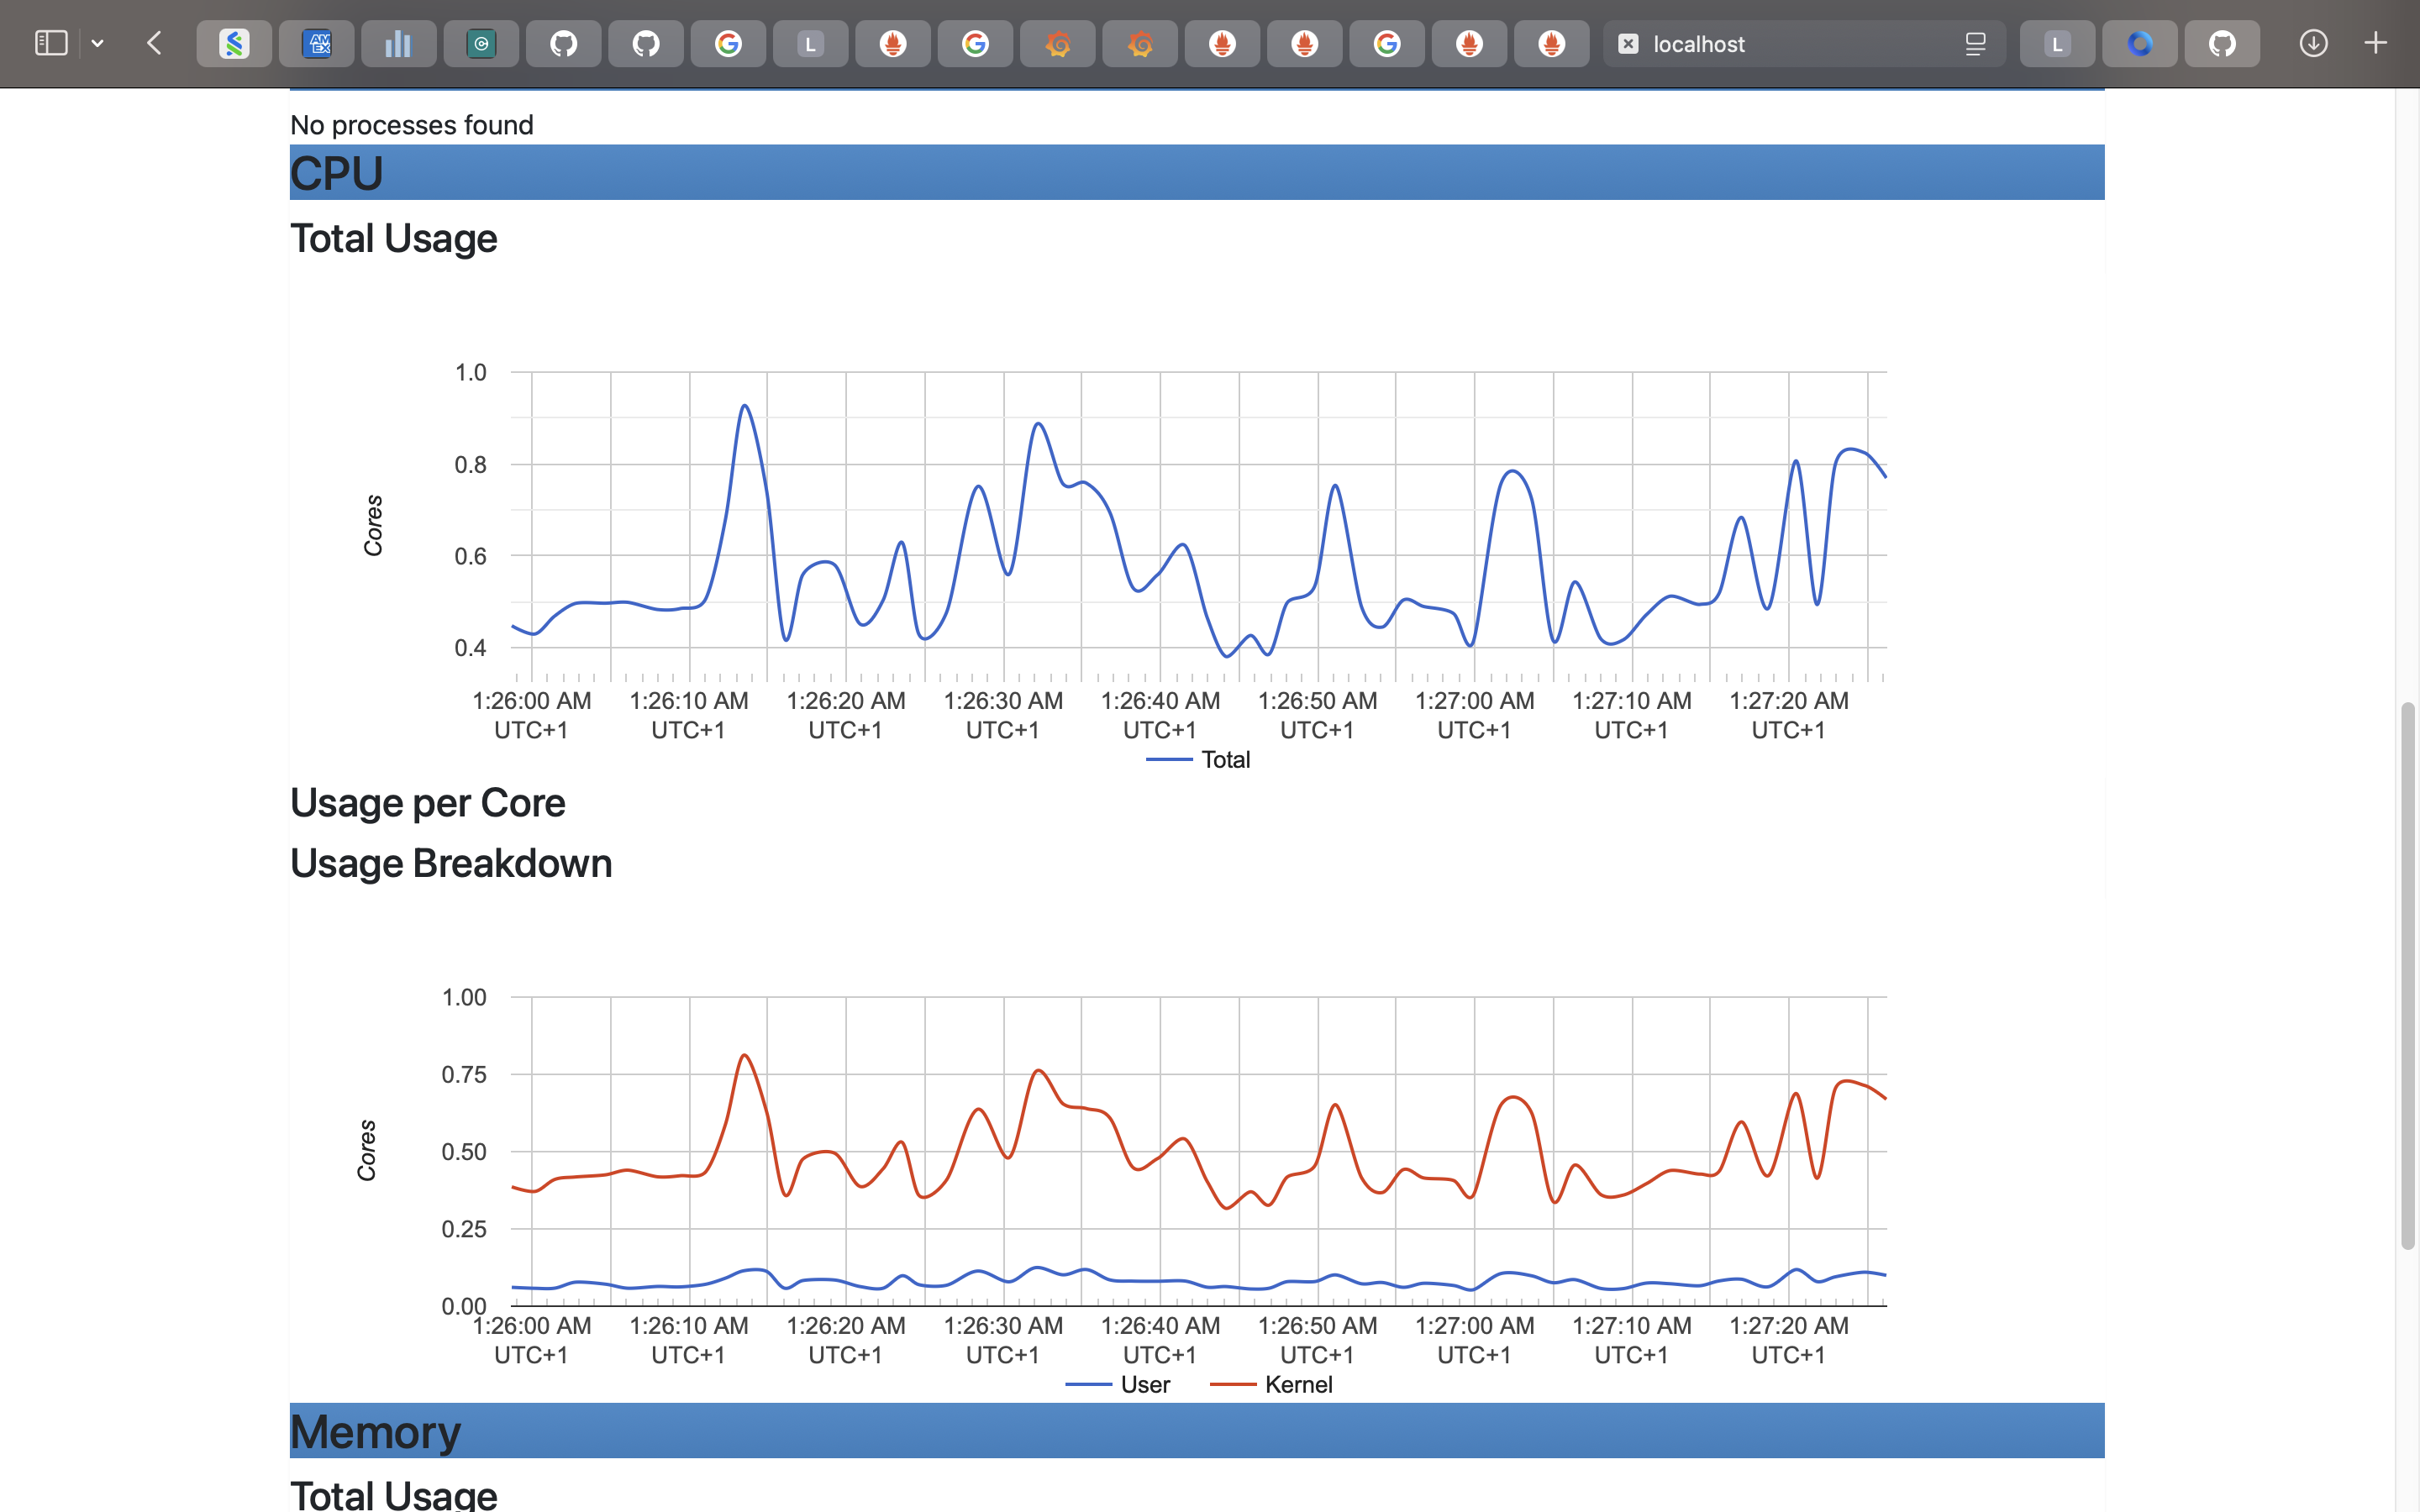 AM
EX
L
localhost
L
No processes found
CPU
Total Usage
1.0
0.8
0.6
0.4
Cores
1:26:00 AM 1:26:10 AM 1:26:20 AM 1:26:30 AM 1:26:40 AM 1:26:50 AM 1:27:00 AM 1:27:10 AM 1:27:20 AM
UTC+1 UTC+1 UTC+1 UTC+1 UTC+1 UTC+1 UTC+1 UTC+1 UTC+1
Total
Usage per Core
Usage Breakdown
1.00
0.75
0.50
0.25
0.00
Cores
1:26:00 AM 1:26:10 AM 1:26:20 AM 1:26:30 AM 1:26:40 AM 1:26:50 AM 1:27:00 AM 1:27:10 AM 1:27:20 AM
UTC+1 UTC+1 UTC+1 UTC+1 UTC+1 UTC+1 UTC+1 UTC+1 UTC+1
User Kernel
Memory
Total Usage